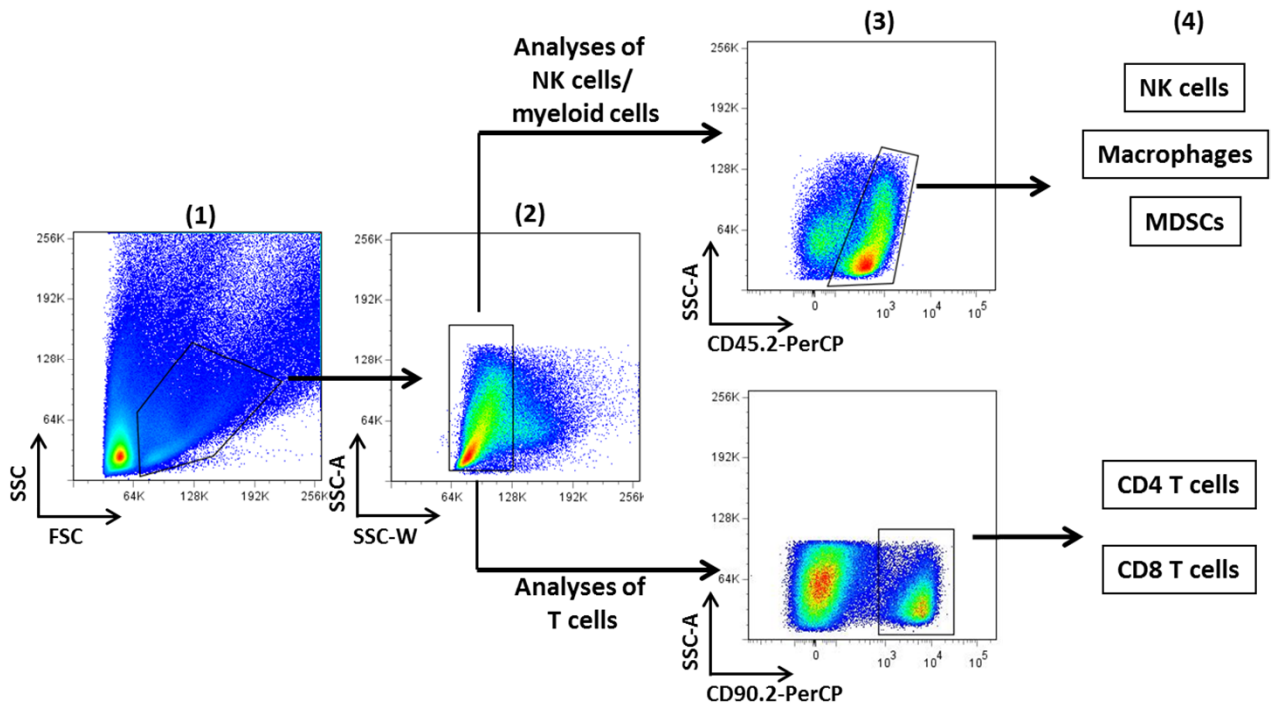 (3)
(4)
Analyses of
NK cells/
myeloid cells
256K
192K
128K
64K
SSC-A
0 10³ 10⁴ 10⁵
CD45.2-PerCP
NK cells
Macrophages
MDSCs
(1)
256K
192K
128K
64K
SSC
64K 128K 192K 256K
FSC
(2)
256K
192K
128K
64K
SSC-A
64K 128K 192K 256K
SSC-W
Analyses of
T cells
256K
192K
128K
64K
SSC-A
0 10³ 10⁴ 10⁵
CD90.2-PerCP
CD4 T cells
CD8 T cells